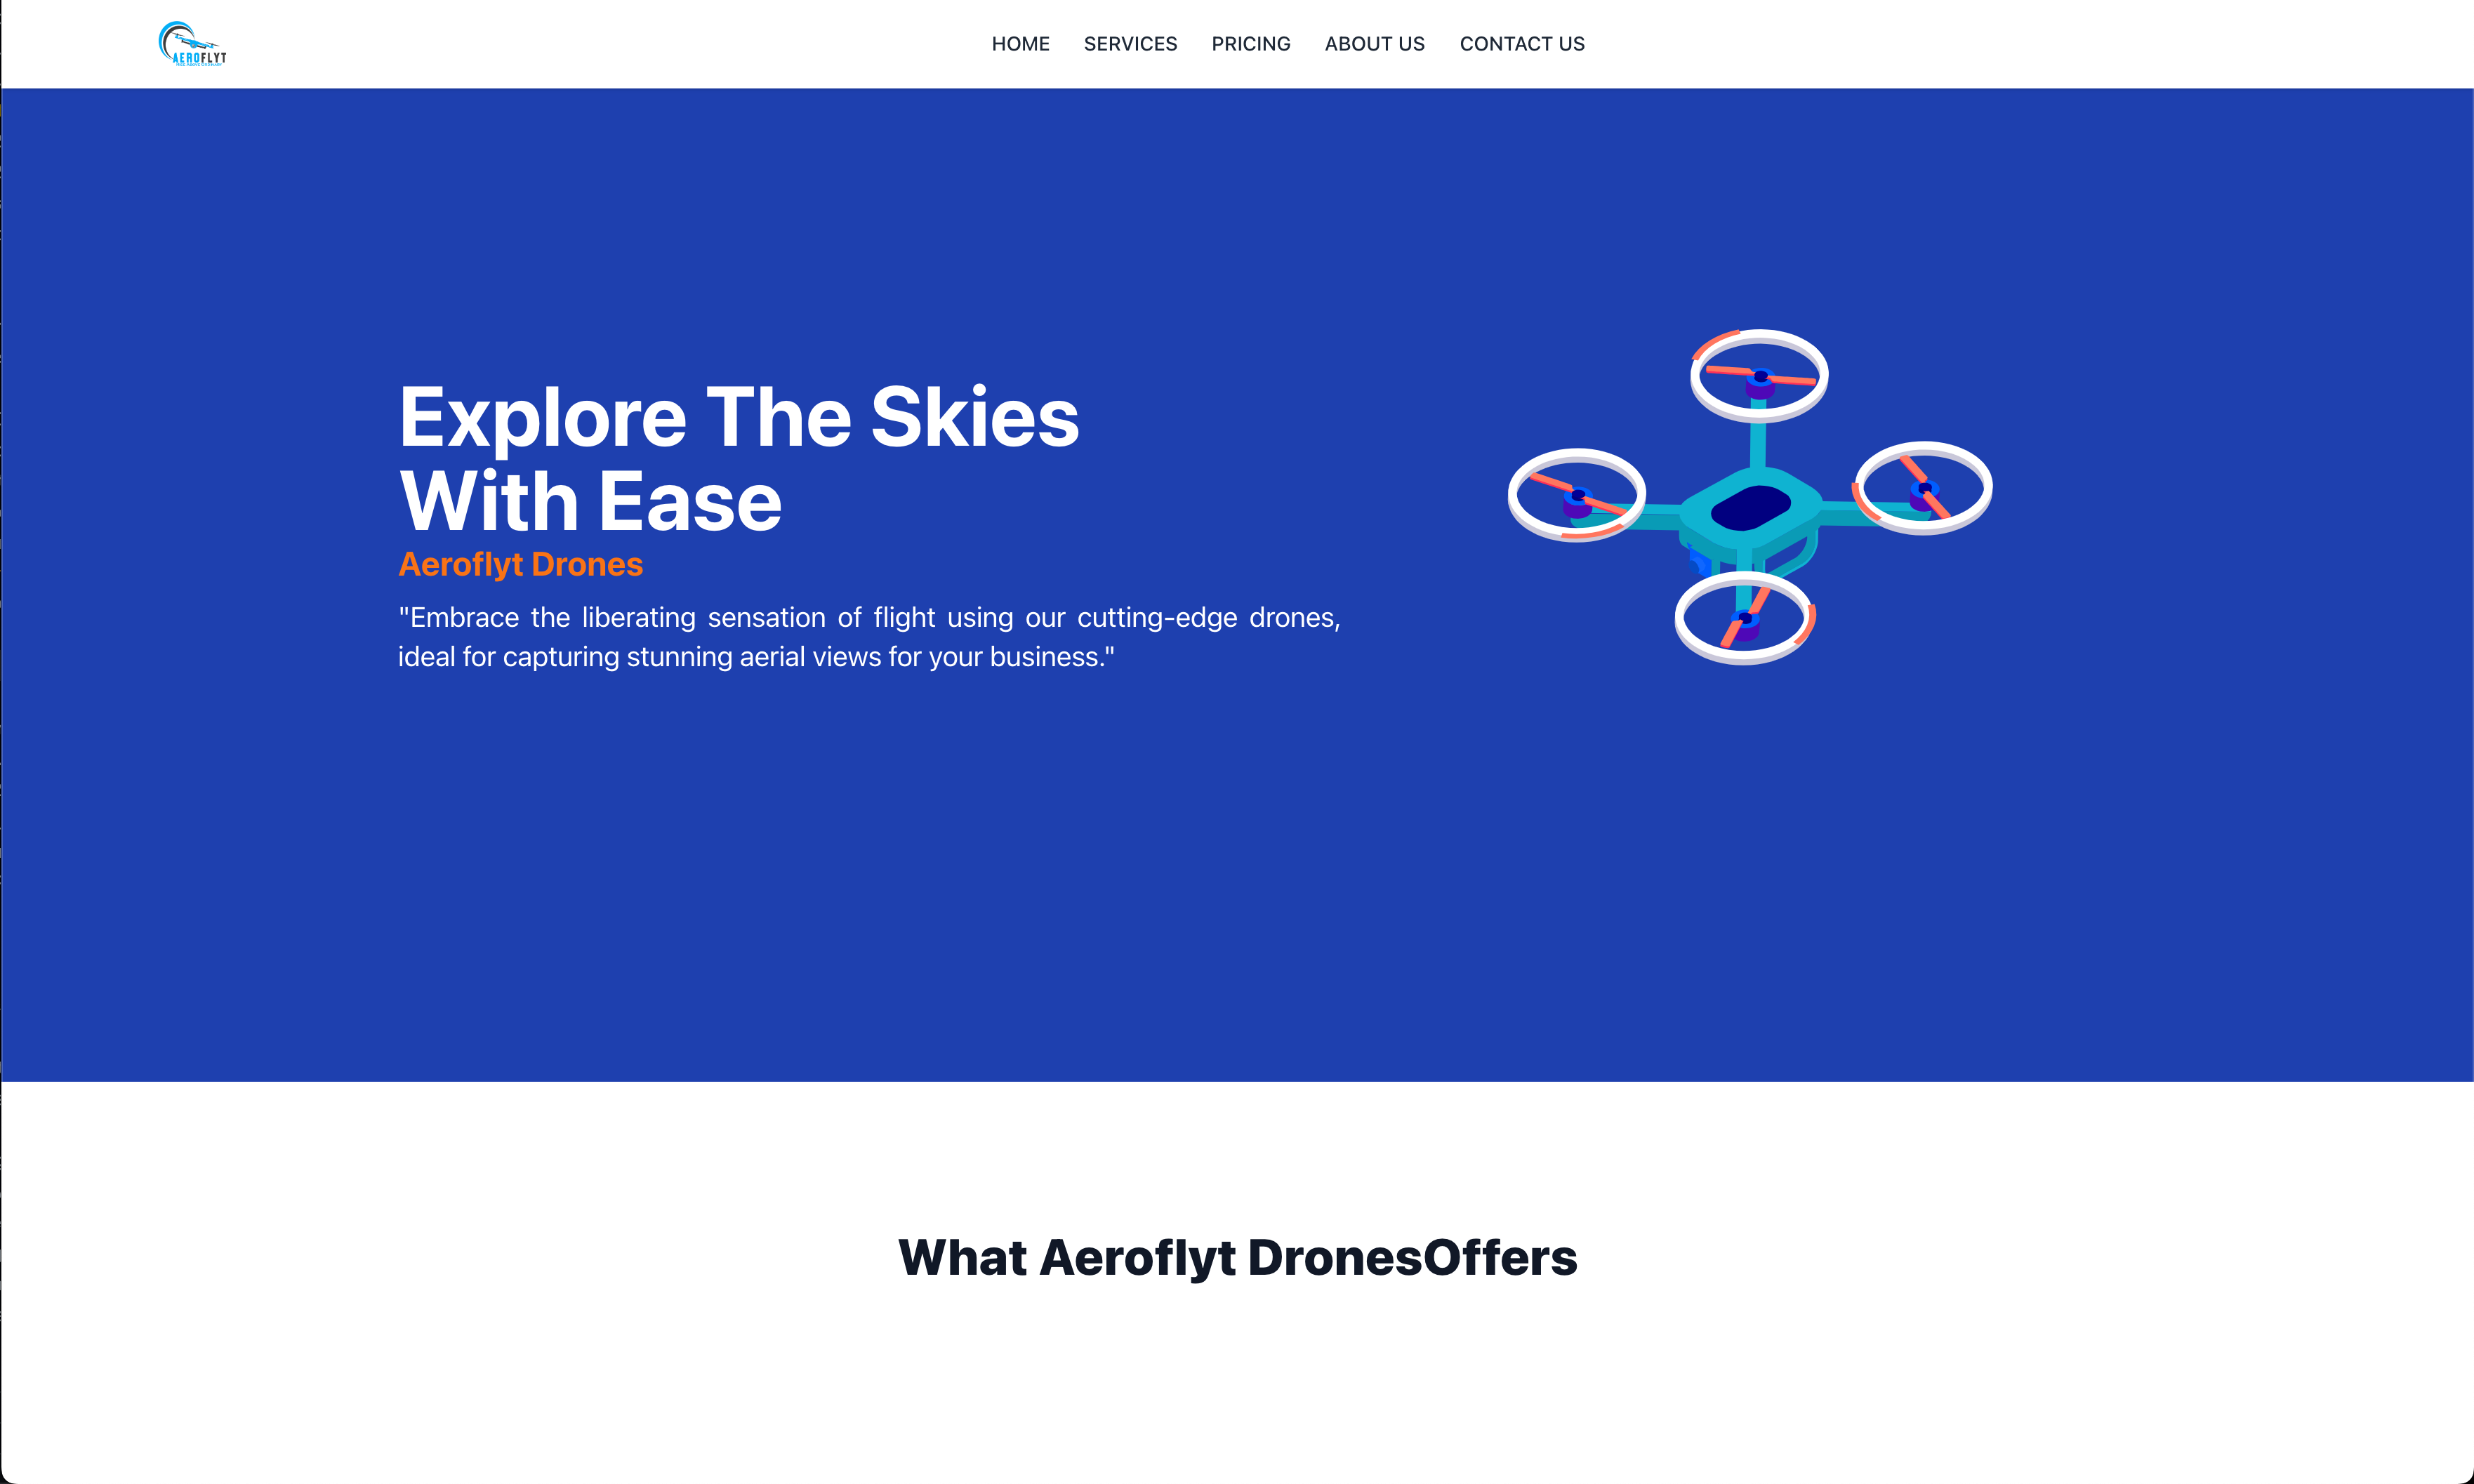 AEROFLYT
HOME SERVICES PRICING ABOUT US CONTACT US
Explore The Skies
With Ease
Aeroflyt Drones
"Embrace the liberating sensation of flight using our cutting-edge drones,
ideal for capturing stunning aerial views for your business."
What Aeroflyt DronesOffers